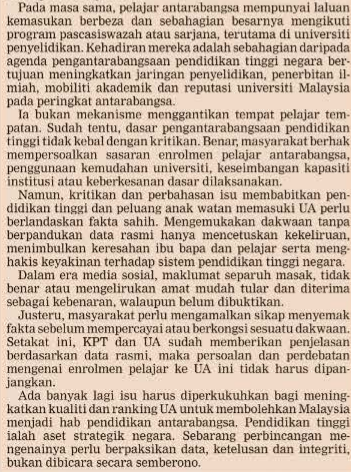 Pada masa sama, pelajar antarabangsa mempunyai laluan
kemasukan berbeza dan sebahagian besarnya mengikuti
program pascasiswazah atau sarjana, terutama di universiti
penyelidikan. Kehadiran mereka adalah sebahagian daripada
agenda pengantarabangsaan pendidikan tinggi negara ber-
tujuan meningkatkan jaringan penyelidikan, penerbitan il-
miah, mobiliti akademik dan reputasi universiti Malaysia
pada peringkat antarabangsa.
Ia bukan mekanisme menggantikan tempat pelajar tem-
patan. Sudah tentu, dasar pengantarabangsaan pendidikan
tinggi tidak kebal dengan kritikan. Benar, masyarakat berhak
mempersoalkan sasaran enrolmen pelajar antarabangsa,
penggunaan kemudahan universiti, keseimbangan kapasiti
institusi atau keberkesanan dasar dilaksanakan.
Namun, kritikan dan perbahasan isu membabitkan pen-
didikan tinggi dan peluang anak watan memasuki UA perlu
berlandaskan fakta sahih. Mengemukakan dakwaan tanpa
berpandukan data rasmi hanya mencetuskan kekeliruan,
menimbulkan keresahan ibu bapa dan pelajar serta meng-
hakis keyakinan terhadap sistem pendidikan tinggi negara.
Dalam era media sosial, maklumat separuh masak, tidak
benar atau mengelirukan amat mudah tular dan diterima
sebagai kebenaran, walaupun belum dibuktikan.
Justeru, masyarakat perlu mengamalkan sikap menyemak
fakta sebelum mempercayai atau berkongsi sesuatu dakwaan.
Setakat ini, KPT dan UA sudah memberikan penjelasan
berdasarkan data rasmi, maka persoalan dan perdebatan
mengenai enrolmen pelajar ke UA ini tidak harus dipan-
jangkan.
Ada banyak lagi isu harus diperkukuhkan bagi mening-
katkan kualiti dan ranking UA untuk membolehkan Malaysia
menjadi hab pendidikan antarabangsa. Pendidikan tinggi
ialah aset strategik negara. Sebarang perbincangan me-
ngenainya perlu berpaksikan data, ketelusan dan integriti,
bukan dibicara secara semberono.